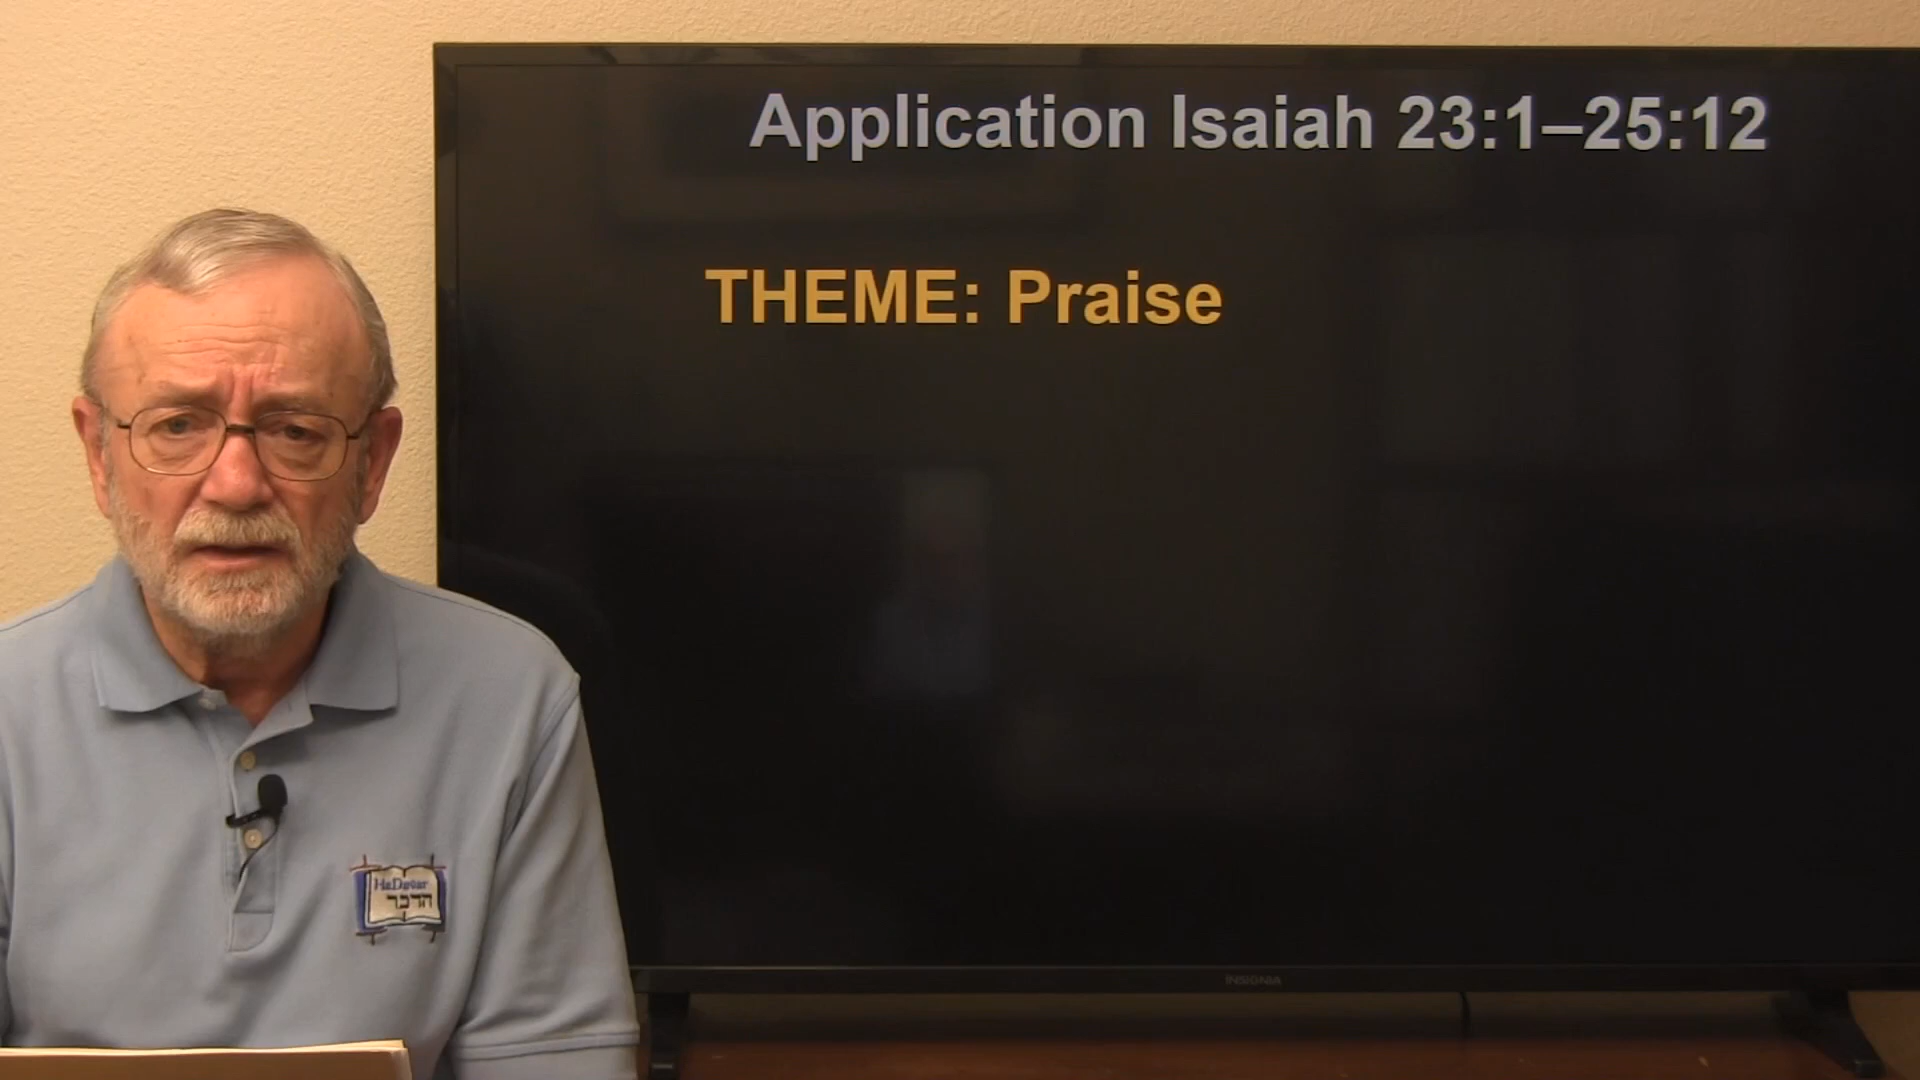 Application Isaiah 23:1–25:12
THEME: Praise
HaDavar
הדבר
INSIGNIA